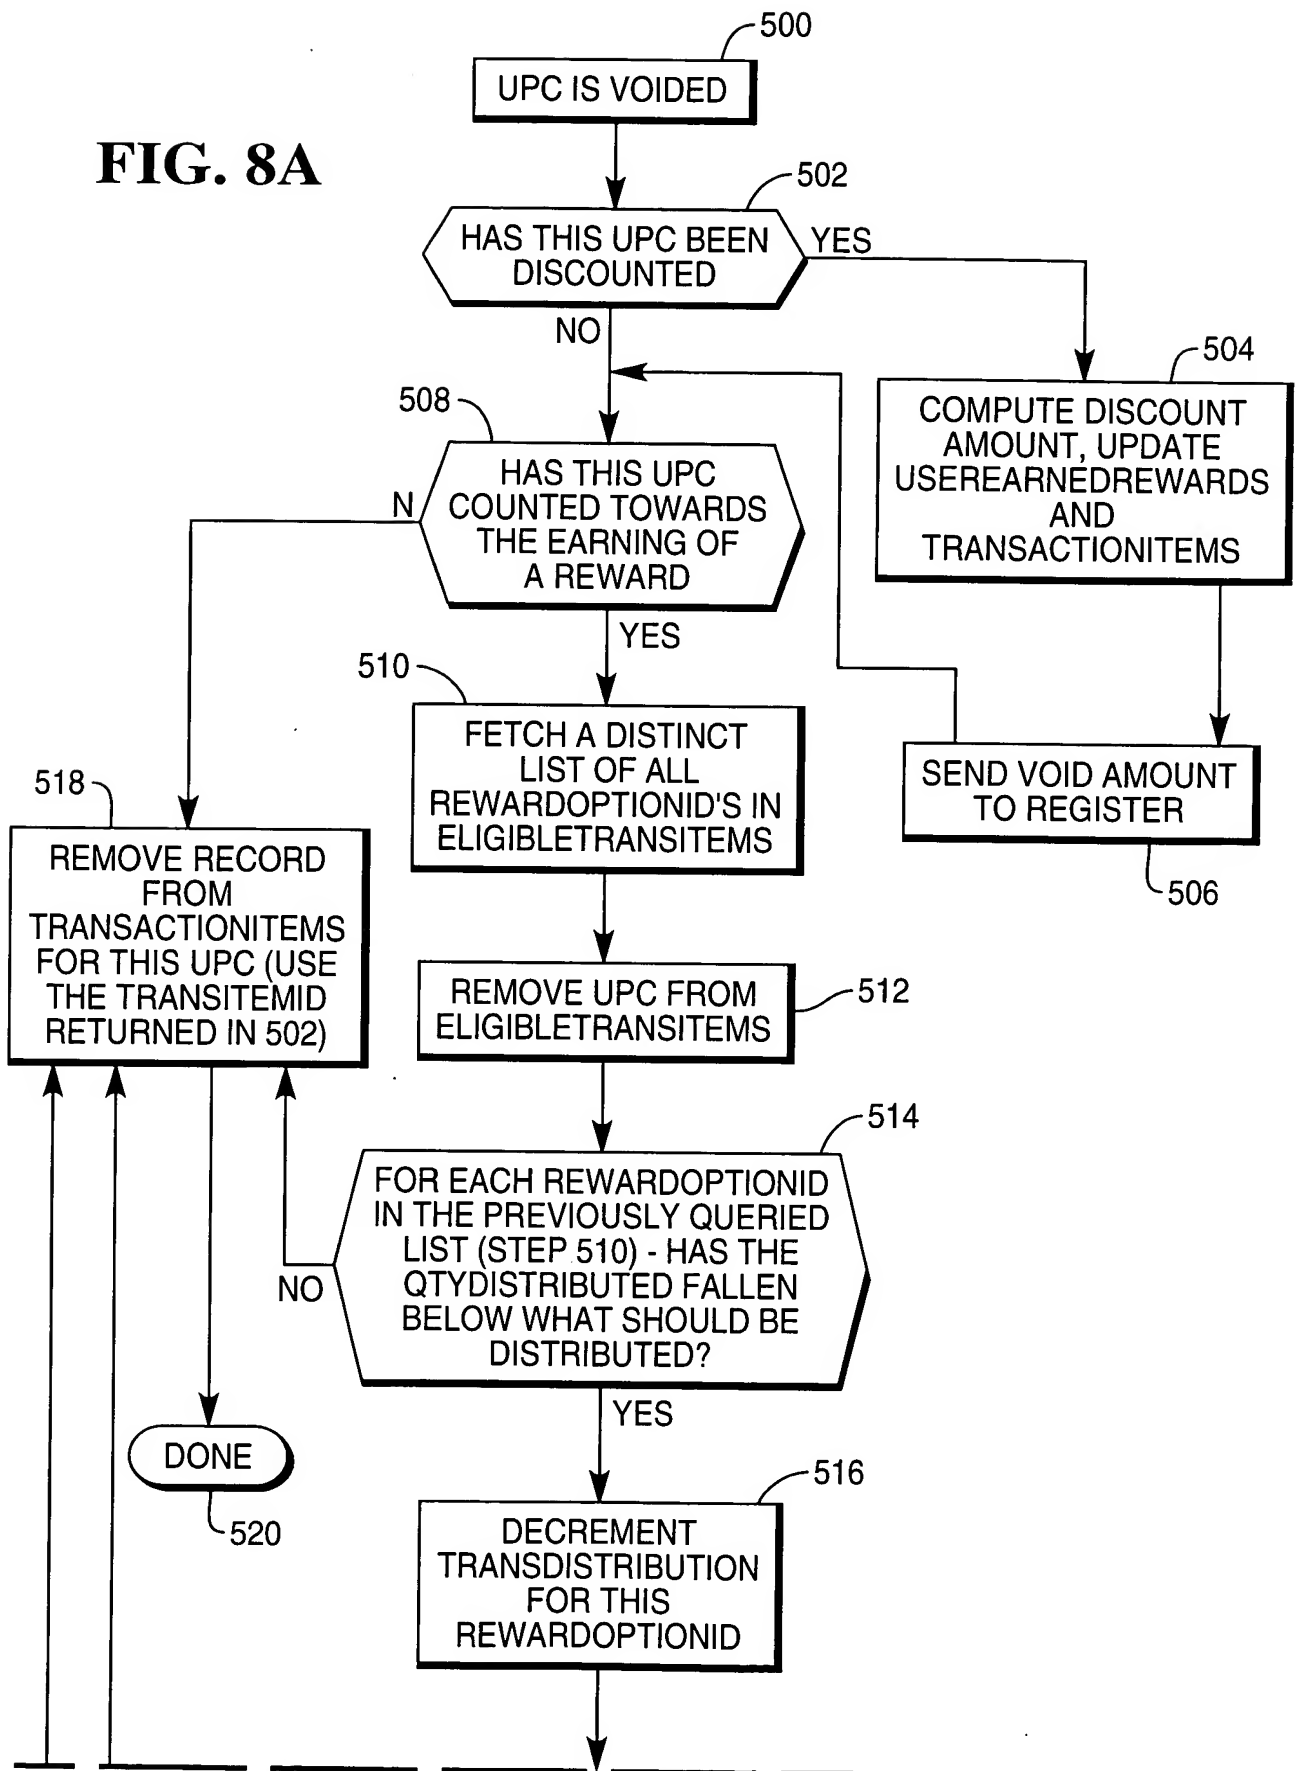 500
UPC IS VOIDED
FIG. 8A
502
HAS THIS UPC BEEN
DISCOUNTED
YES
NO
504
COMPUTE DISCOUNT
AMOUNT, UPDATE
USEREARNEDREWARDS
AND
TRANSACTIONITEMS
508
HAS THIS UPC
COUNTED TOWARDS
THE EARNING OF
A REWARD
N
YES
510
FETCH A DISTINCT
LIST OF ALL
REWARDOPTIONID'S IN
ELIGIBLETRANSITEMS
SEND VOID AMOUNT
TO REGISTER
506
518
REMOVE RECORD
FROM
TRANSACTIONITEMS
FOR THIS UPC (USE
THE TRANSITEMID
RETURNED IN 502)
REMOVE UPC FROM
ELIGIBLETRANSITEMS
512
514
FOR EACH REWARDOPTIONID
IN THE PREVIOUSLY QUERIED
LIST (STEP 510) - HAS THE
QTYDISTRIBUTED FALLEN
BELOW WHAT SHOULD BE
DISTRIBUTED?
NO
YES
DONE
520
516
DECREMENT
TRANSDISTRIBUTION
FOR THIS
REWARDOPTIONID